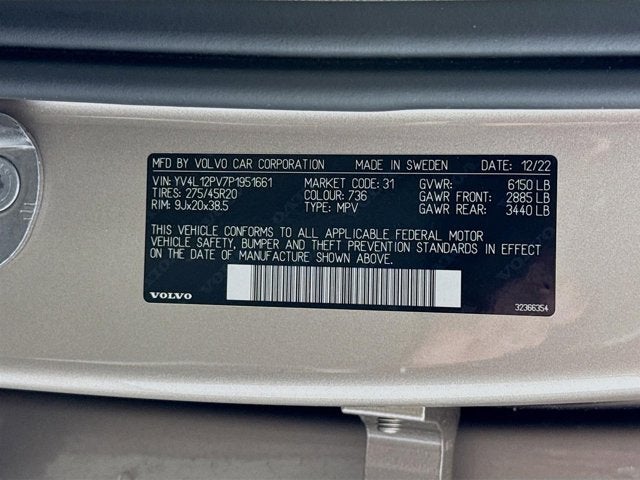 MFD BY VOLVO CAR CORPORATION MADE IN SWEDEN DATE: 12/22
VIN: YV4L12PV7P1951661 MARKET CODE: 31 GVWR: 6150 LB
TIRES: 275/45R20 COLOUR: 736 GAWR FRONT: 2885 LB
RIM: 9Jx20x38.5 TYPE: MPV GAWR REAR: 3440 LB
THIS VEHICLE CONFORMS TO ALL APPLICABLE FEDERAL MOTOR
VEHICLE SAFETY, BUMPER AND THEFT PREVENTION STANDARDS IN EFFECT
ON THE DATE OF MANUFACTURE SHOWN ABOVE.
VOLVO 32366354